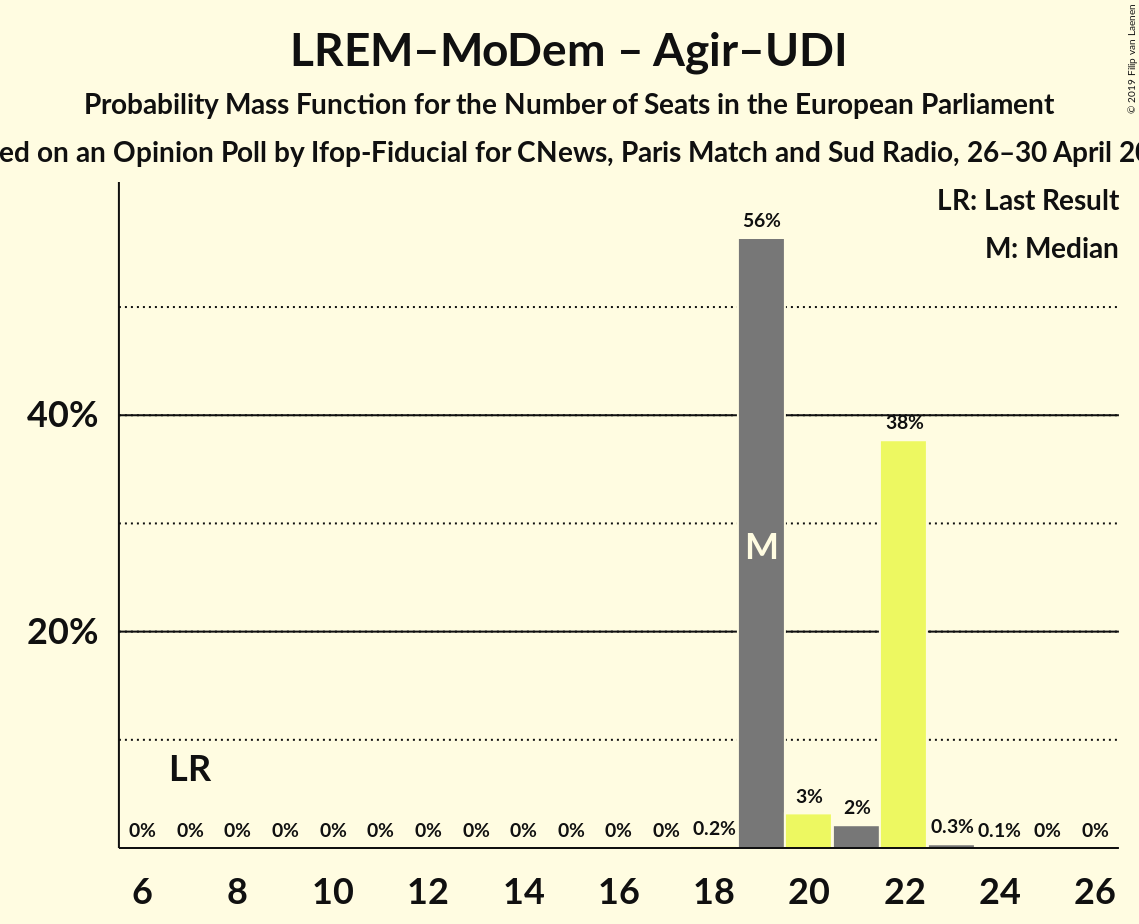 LREM–MoDem – Agir–UDI
Probability Mass Function for the Number of Seats in the European Parliament
ed on an Opinion Poll by Ifop-Fiducial for CNews, Paris Match and Sud Radio, 26–30 April 20
© 2019 Filip van Laenen
LR: Last Result
M: Median
56%
40%
38%
M
20%
LR
3%
2%
0% 0% 0% 0% 0% 0% 0% 0% 0% 0% 0% 0% 0.2% 0.3% 0.1% 0% 0%
6 8 10 12 14 16 18 20 22 24 26